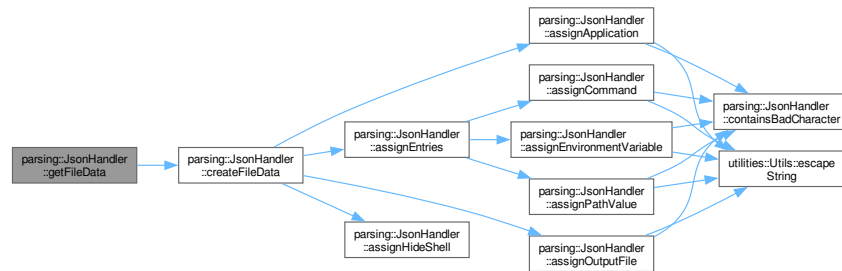 parsing::JsonHandler
::getFileData
parsing::JsonHandler
::createFileData
parsing::JsonHandler
::assignApplication
parsing::JsonHandler
::assignEntries
parsing::JsonHandler
::assignCommand
parsing::JsonHandler
::assignEnvironmentVariable
parsing::JsonHandler
::assignPathValue
parsing::JsonHandler
::assignHideShell
parsing::JsonHandler
::assignOutputFile
parsing::JsonHandler
::containsBadCharacter
utilities::Utils::escape
String